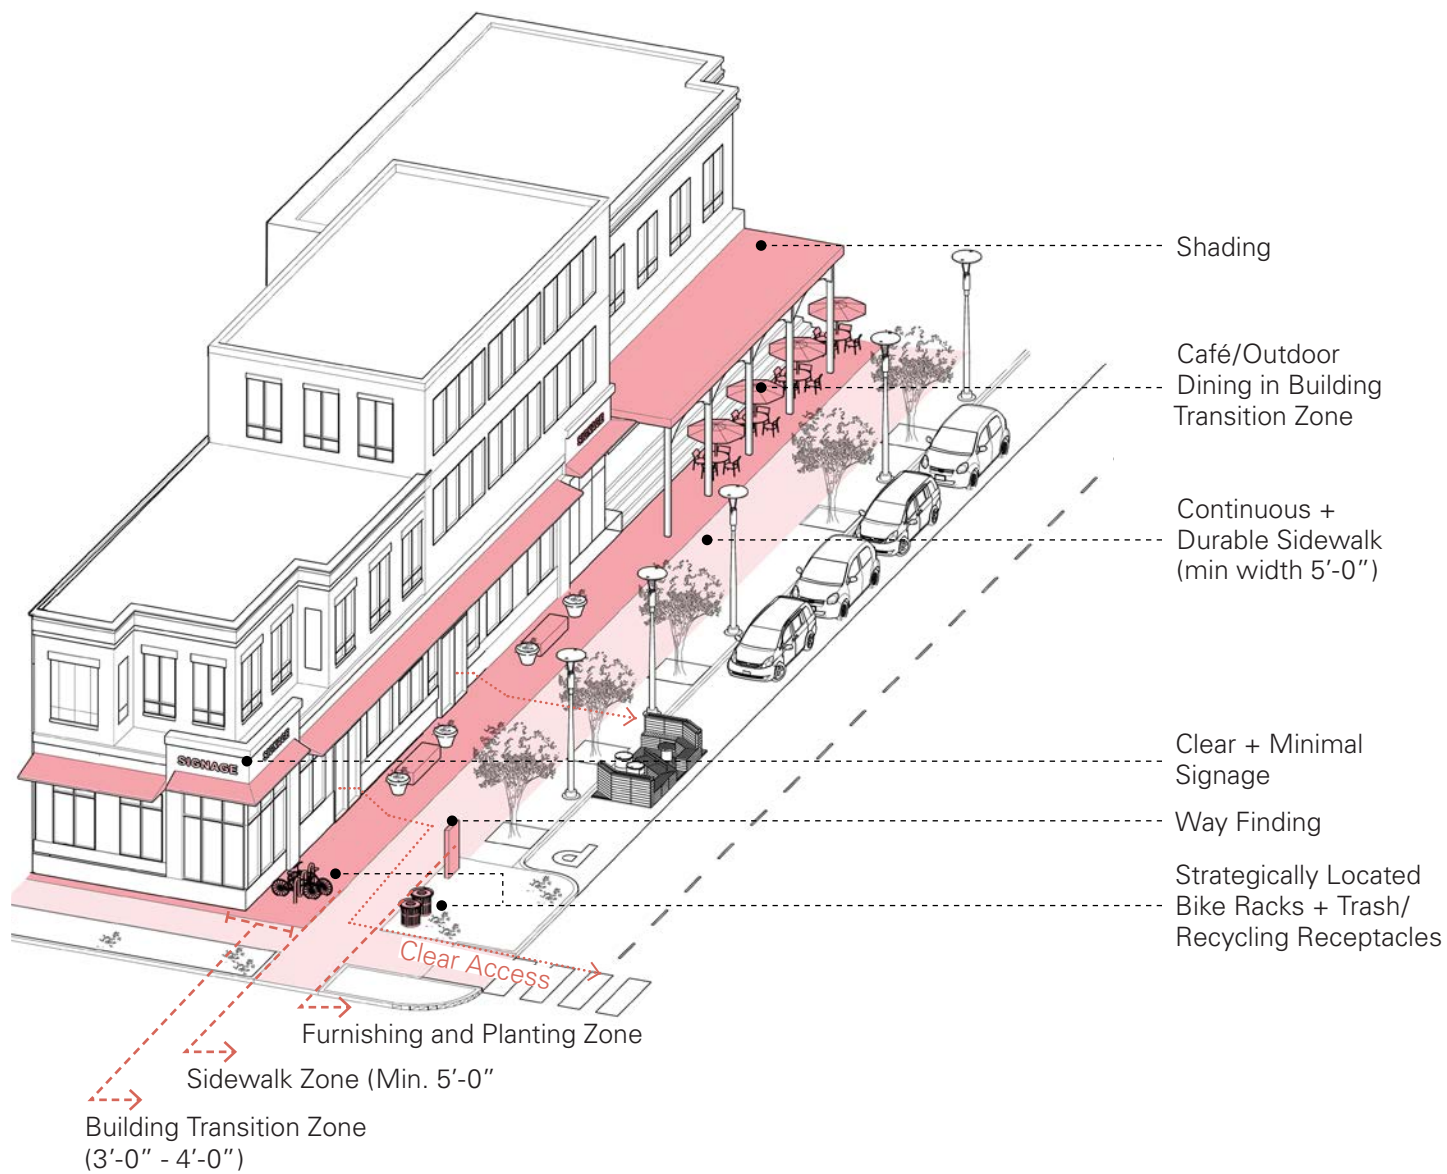 Shading
Café/Outdoor
Dining in Building
Transition Zone
Continuous +
Durable Sidewalk
(min width 5’-0”)
SIGNAGE
SIGNAGE
SIGNAGE
Clear + Minimal
Signage
Way Finding
P
Strategically Located
Bike Racks + Trash/
Recycling Receptacles
Clear Access
Furnishing and Planting Zone
Sidewalk Zone (Min. 5’-0”
Building Transition Zone
(3’-0” - 4’-0”)